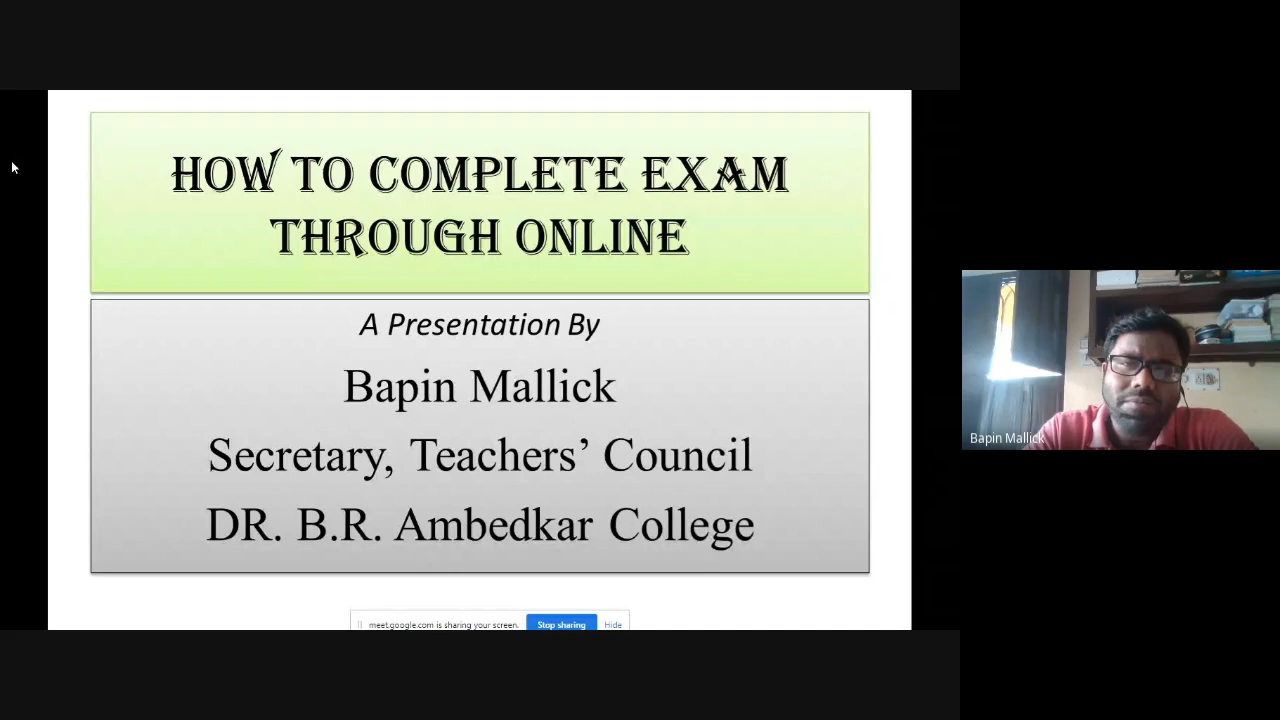 HOW TO COMPLETE EXAM
THROUGH ONLINE
A Presentation By
Bapin Mallick
Secretary, Teachers’ Council
DR. B.R. Ambedkar College
meet.google.com is sharing your screen. Stop sharing Hide
Bapin Mallick